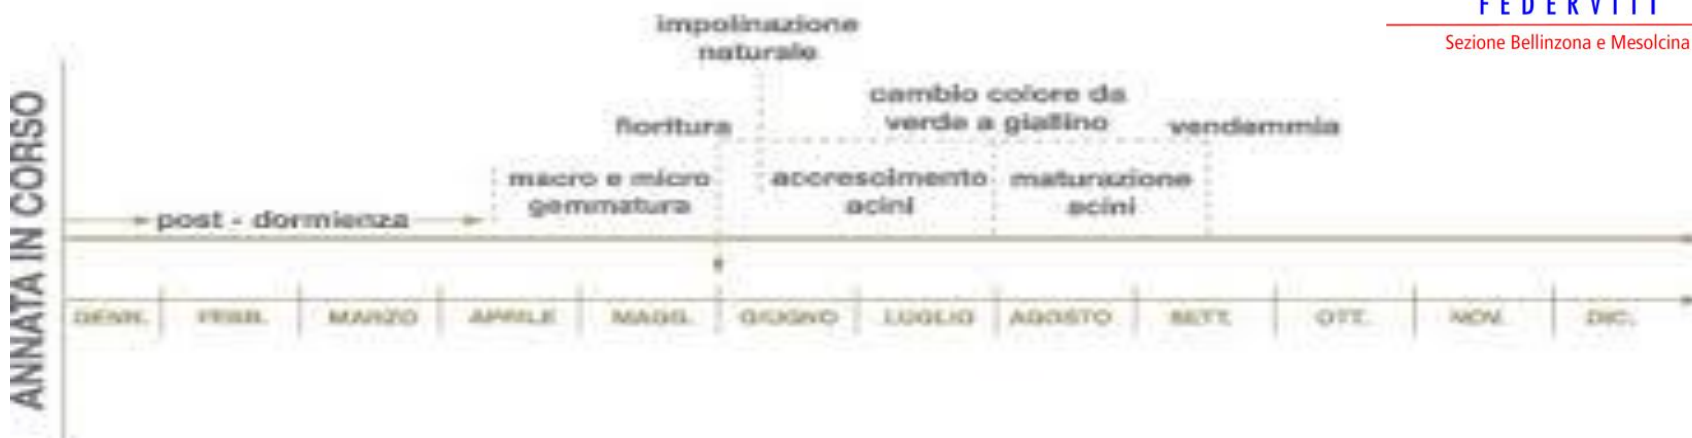 FEDERVITI
Sezione Bellinzona e Mesolcina
ANNATA IN CORSO
impolinazione
naturale
cambio colore da
verde a giallino
fioritura
vendemmia
macro e micro
gemmatura
accrescimento
acini
maturazione
acini
post - dormienza
GENN. FEBB. MARZO APRILE MAGG. GIUGNO LUGLIO AGOSTO SETT. OTT. NOV. DIC.